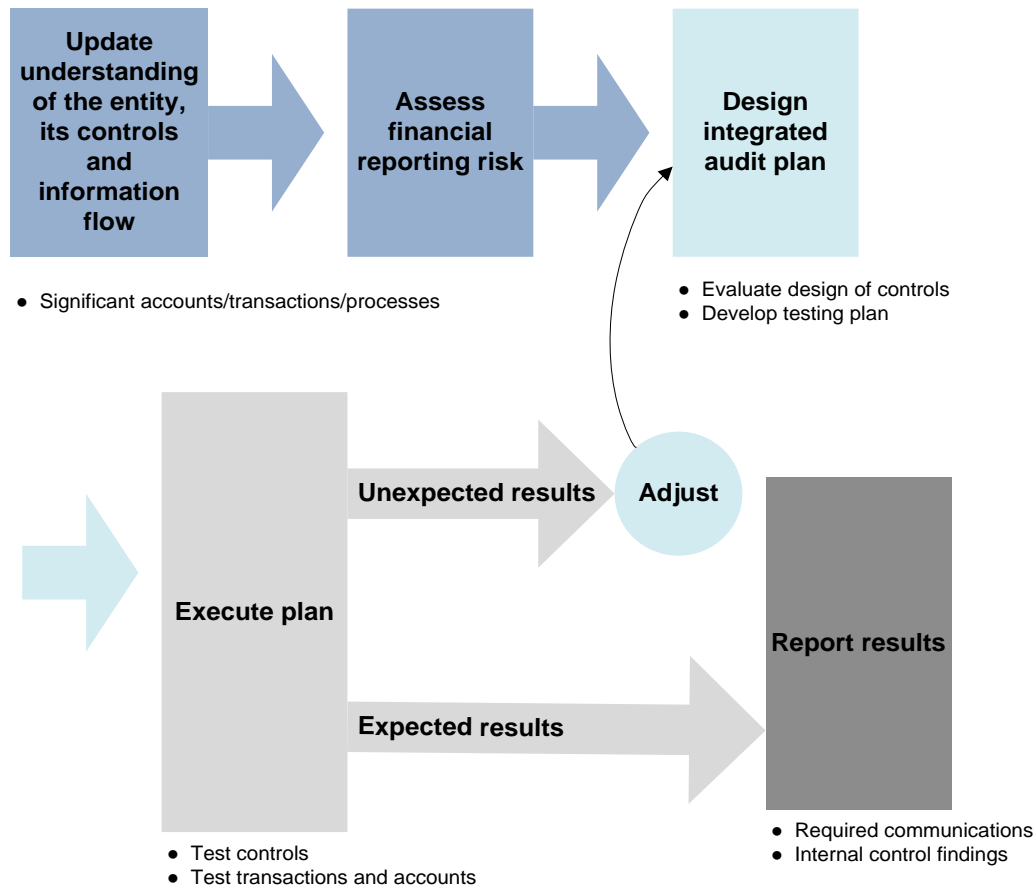 Update
understanding
of the entity,
its controls
and
information
flow
Assess
financial
reporting risk
Design
integrated
audit plan
● Significant accounts/transactions/processes
● Evaluate design of controls
● Develop testing plan
Execute plan
Unexpected results
Adjust
Expected results
Report results
● Test controls
● Test transactions and accounts
● Required communications
● Internal control findings